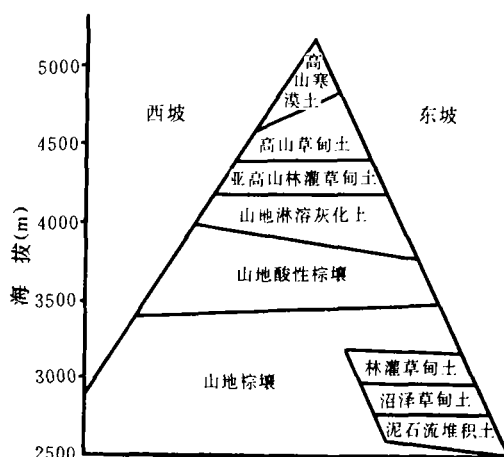 海拔(m)
5000
4500
4000
3500
3000
2500
西坡
东坡
高
山寒
漠土
高山草甸土
亚高山林灌草甸土
山地淋溶灰化土
山地酸性棕壤
山地棕壤
林灌草甸土
沼泽草甸土
泥石流堆积土